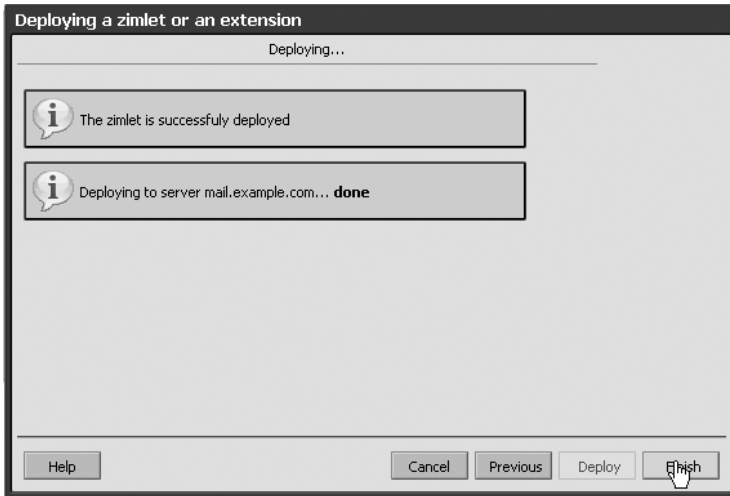 Deploying a zimlet or an extension
Deploying...
The zimlet is successfuly deployed
Deploying to server mail.example.com... done
Help
Cancel
Previous
Deploy
Finish